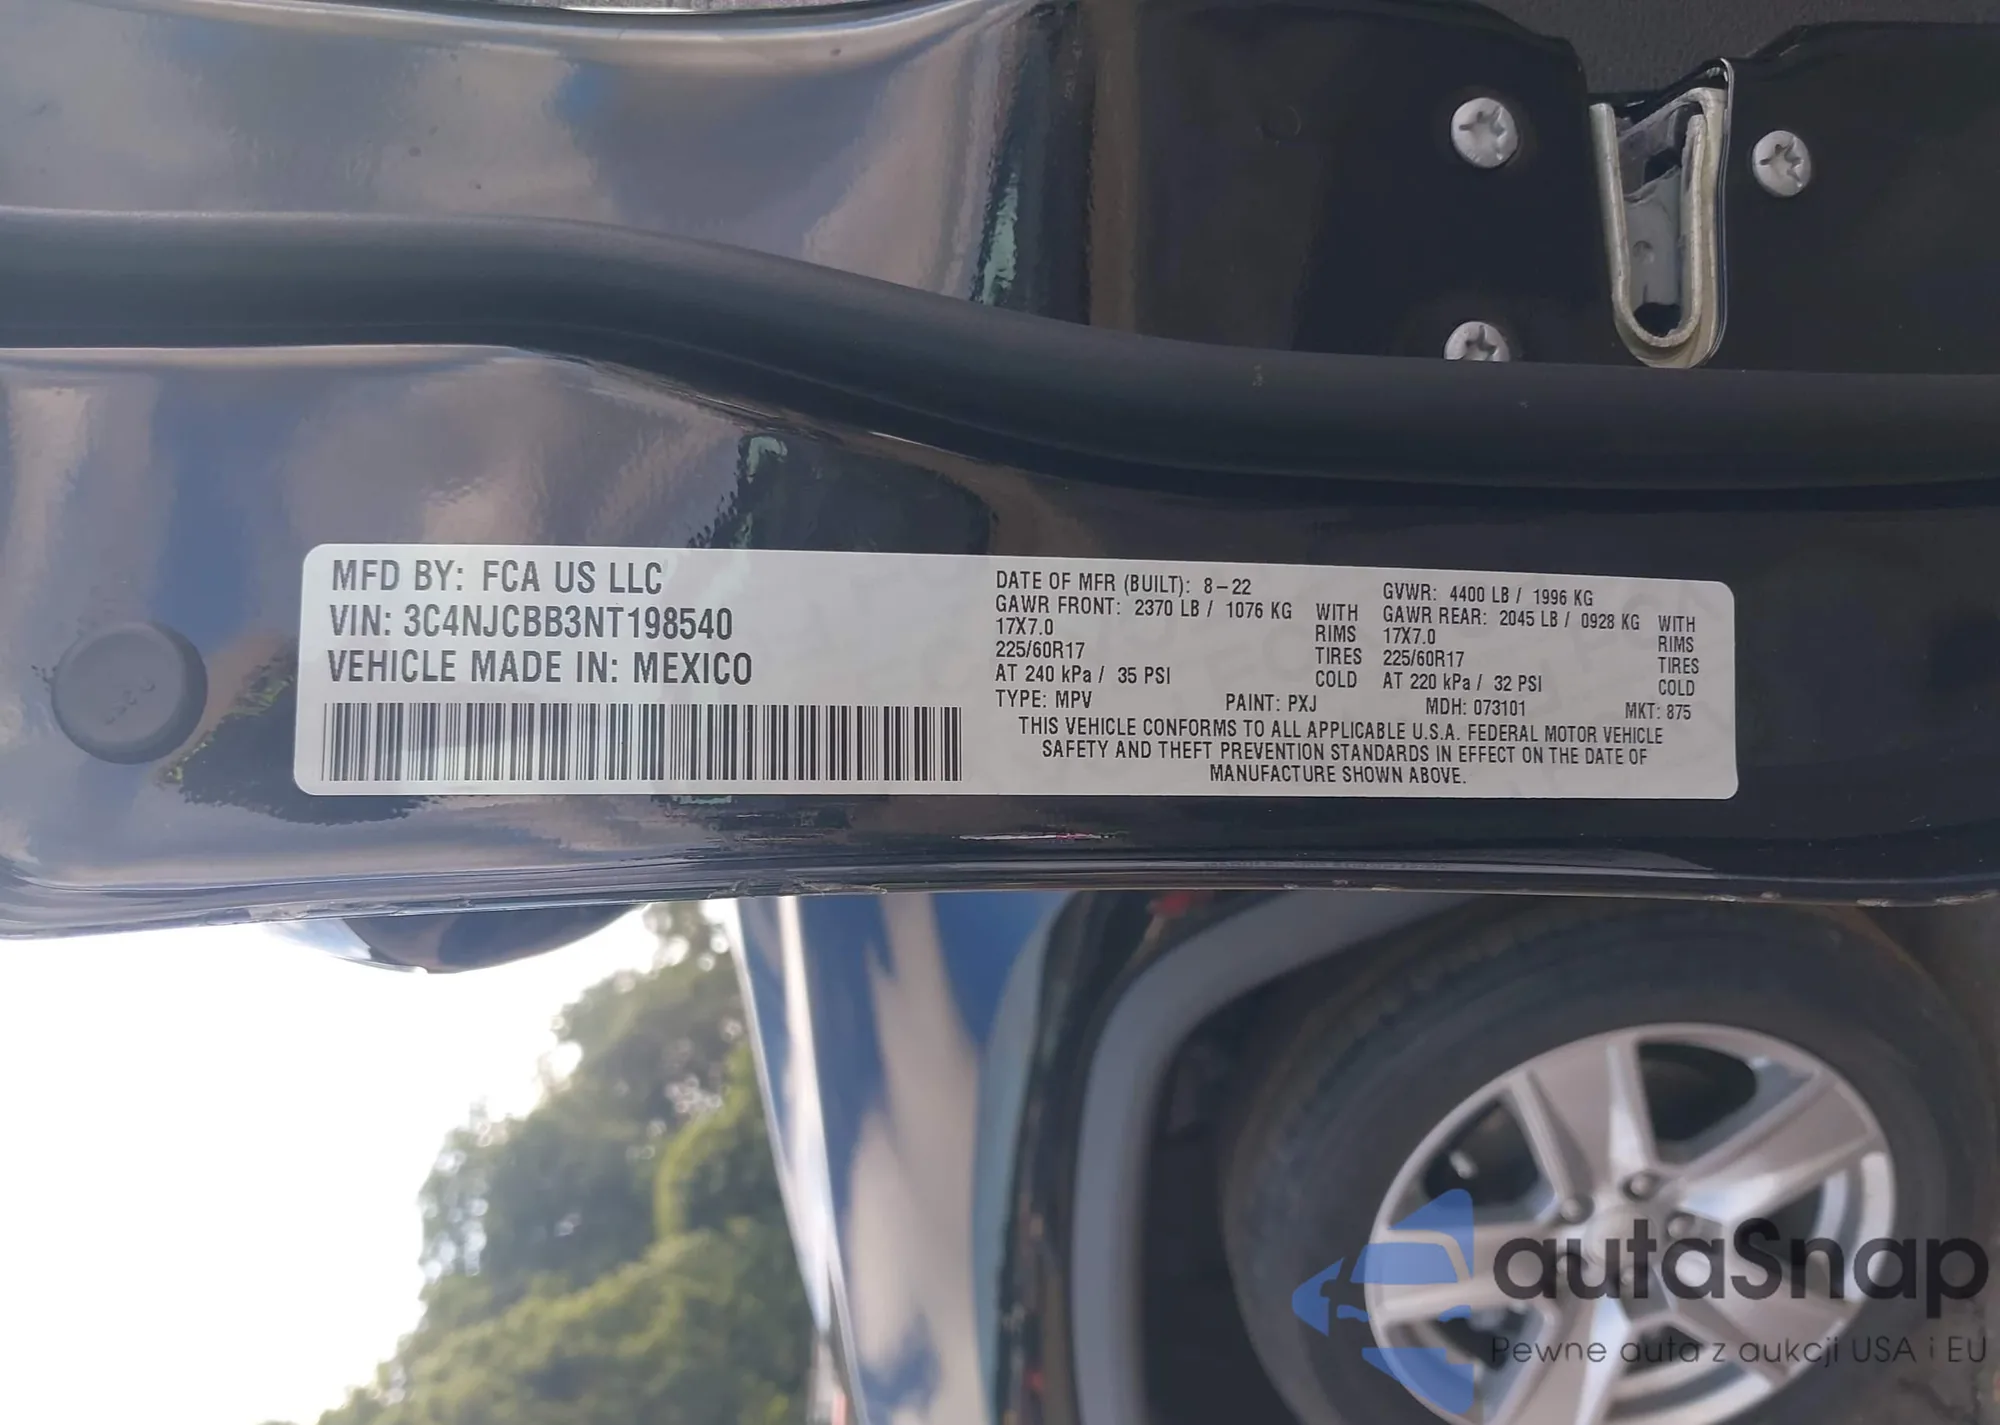 MFD BY: FCA US LLC
VIN: 3C4NJCBB3NT198540
VEHICLE MADE IN: MEXICO
DATE OF MFR (BUILT): 8-22
GAWR FRONT: 2370 LB / 1076 KG WITH
17X7.0 RIMS
225/60R17 TIRES
AT 240 kPa / 35 PSI COLD
GVWR: 4400 LB / 1996 KG
GAWR REAR: 2045 LB / 0928 KG WITH
17X7.0 RIMS
225/60R17 TIRES
AT 220 kPa / 32 PSI COLD
TYPE: MPV PAINT: PXJ MDH: 073101 MKT: 875
THIS VEHICLE CONFORMS TO ALL APPLICABLE U.S.A. FEDERAL MOTOR VEHICLE
SAFETY AND THEFT PREVENTION STANDARDS IN EFFECT ON THE DATE OF
MANUFACTURE SHOWN ABOVE.
autaSnap
Pewne auta z aukcji USA i EU